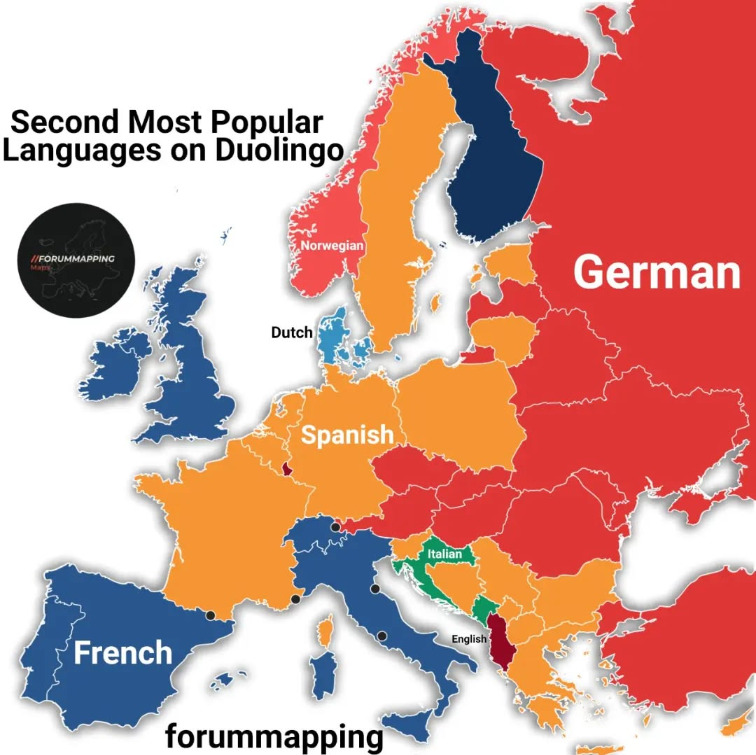 Second Most Popular
Languages on Duolingo
//FORUMMAPPING
Maps
Norwegian
German
Dutch
Spanish
Italian
English
French
forummapping